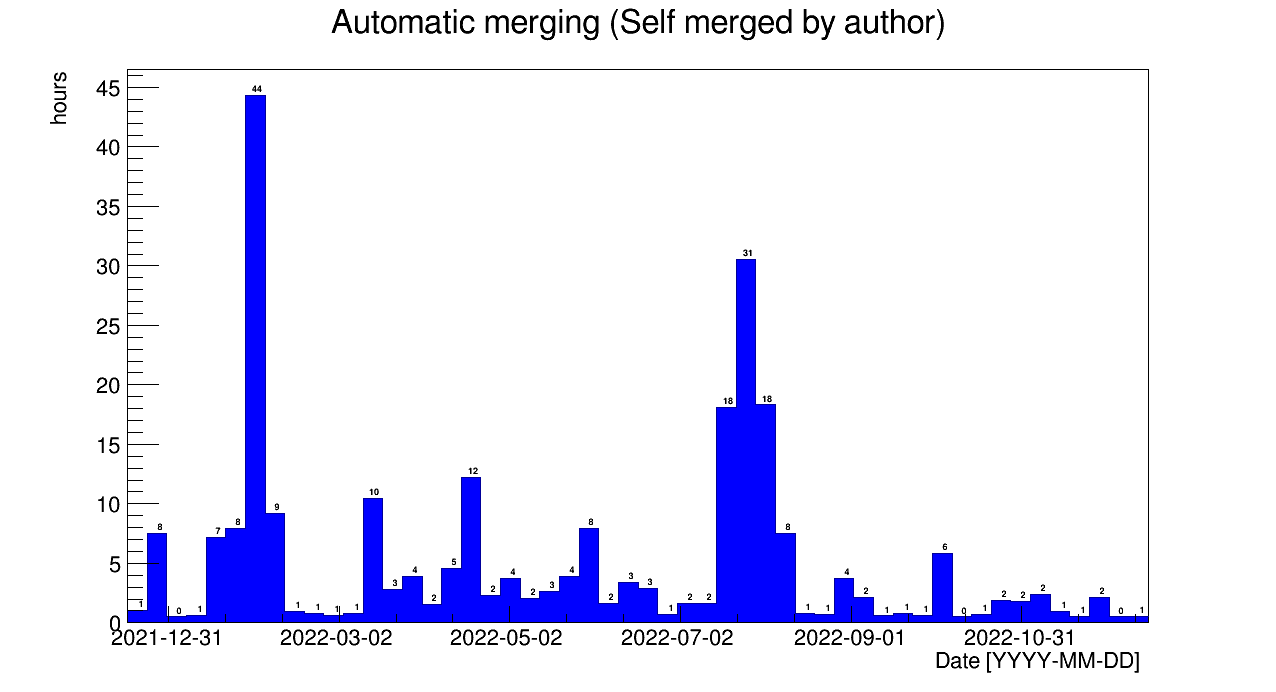 Automatic merging (Self merged by author)
hours
45
40
35
30
25
20
15
10
5
0
1 8 0 1 7 8 44 9 1 1 1 1 10 3 4 2 5 12 2 4 2 3 4 8 2 3 3 1 2 2 18 31 18 8 1 1 4 2 1 1 1 6 0 1 2 2 2 1 1 2 0 1
2021-12-31 2022-03-02 2022-05-02 2022-07-02 2022-09-01 2022-10-31
Date [YYYY-MM-DD]